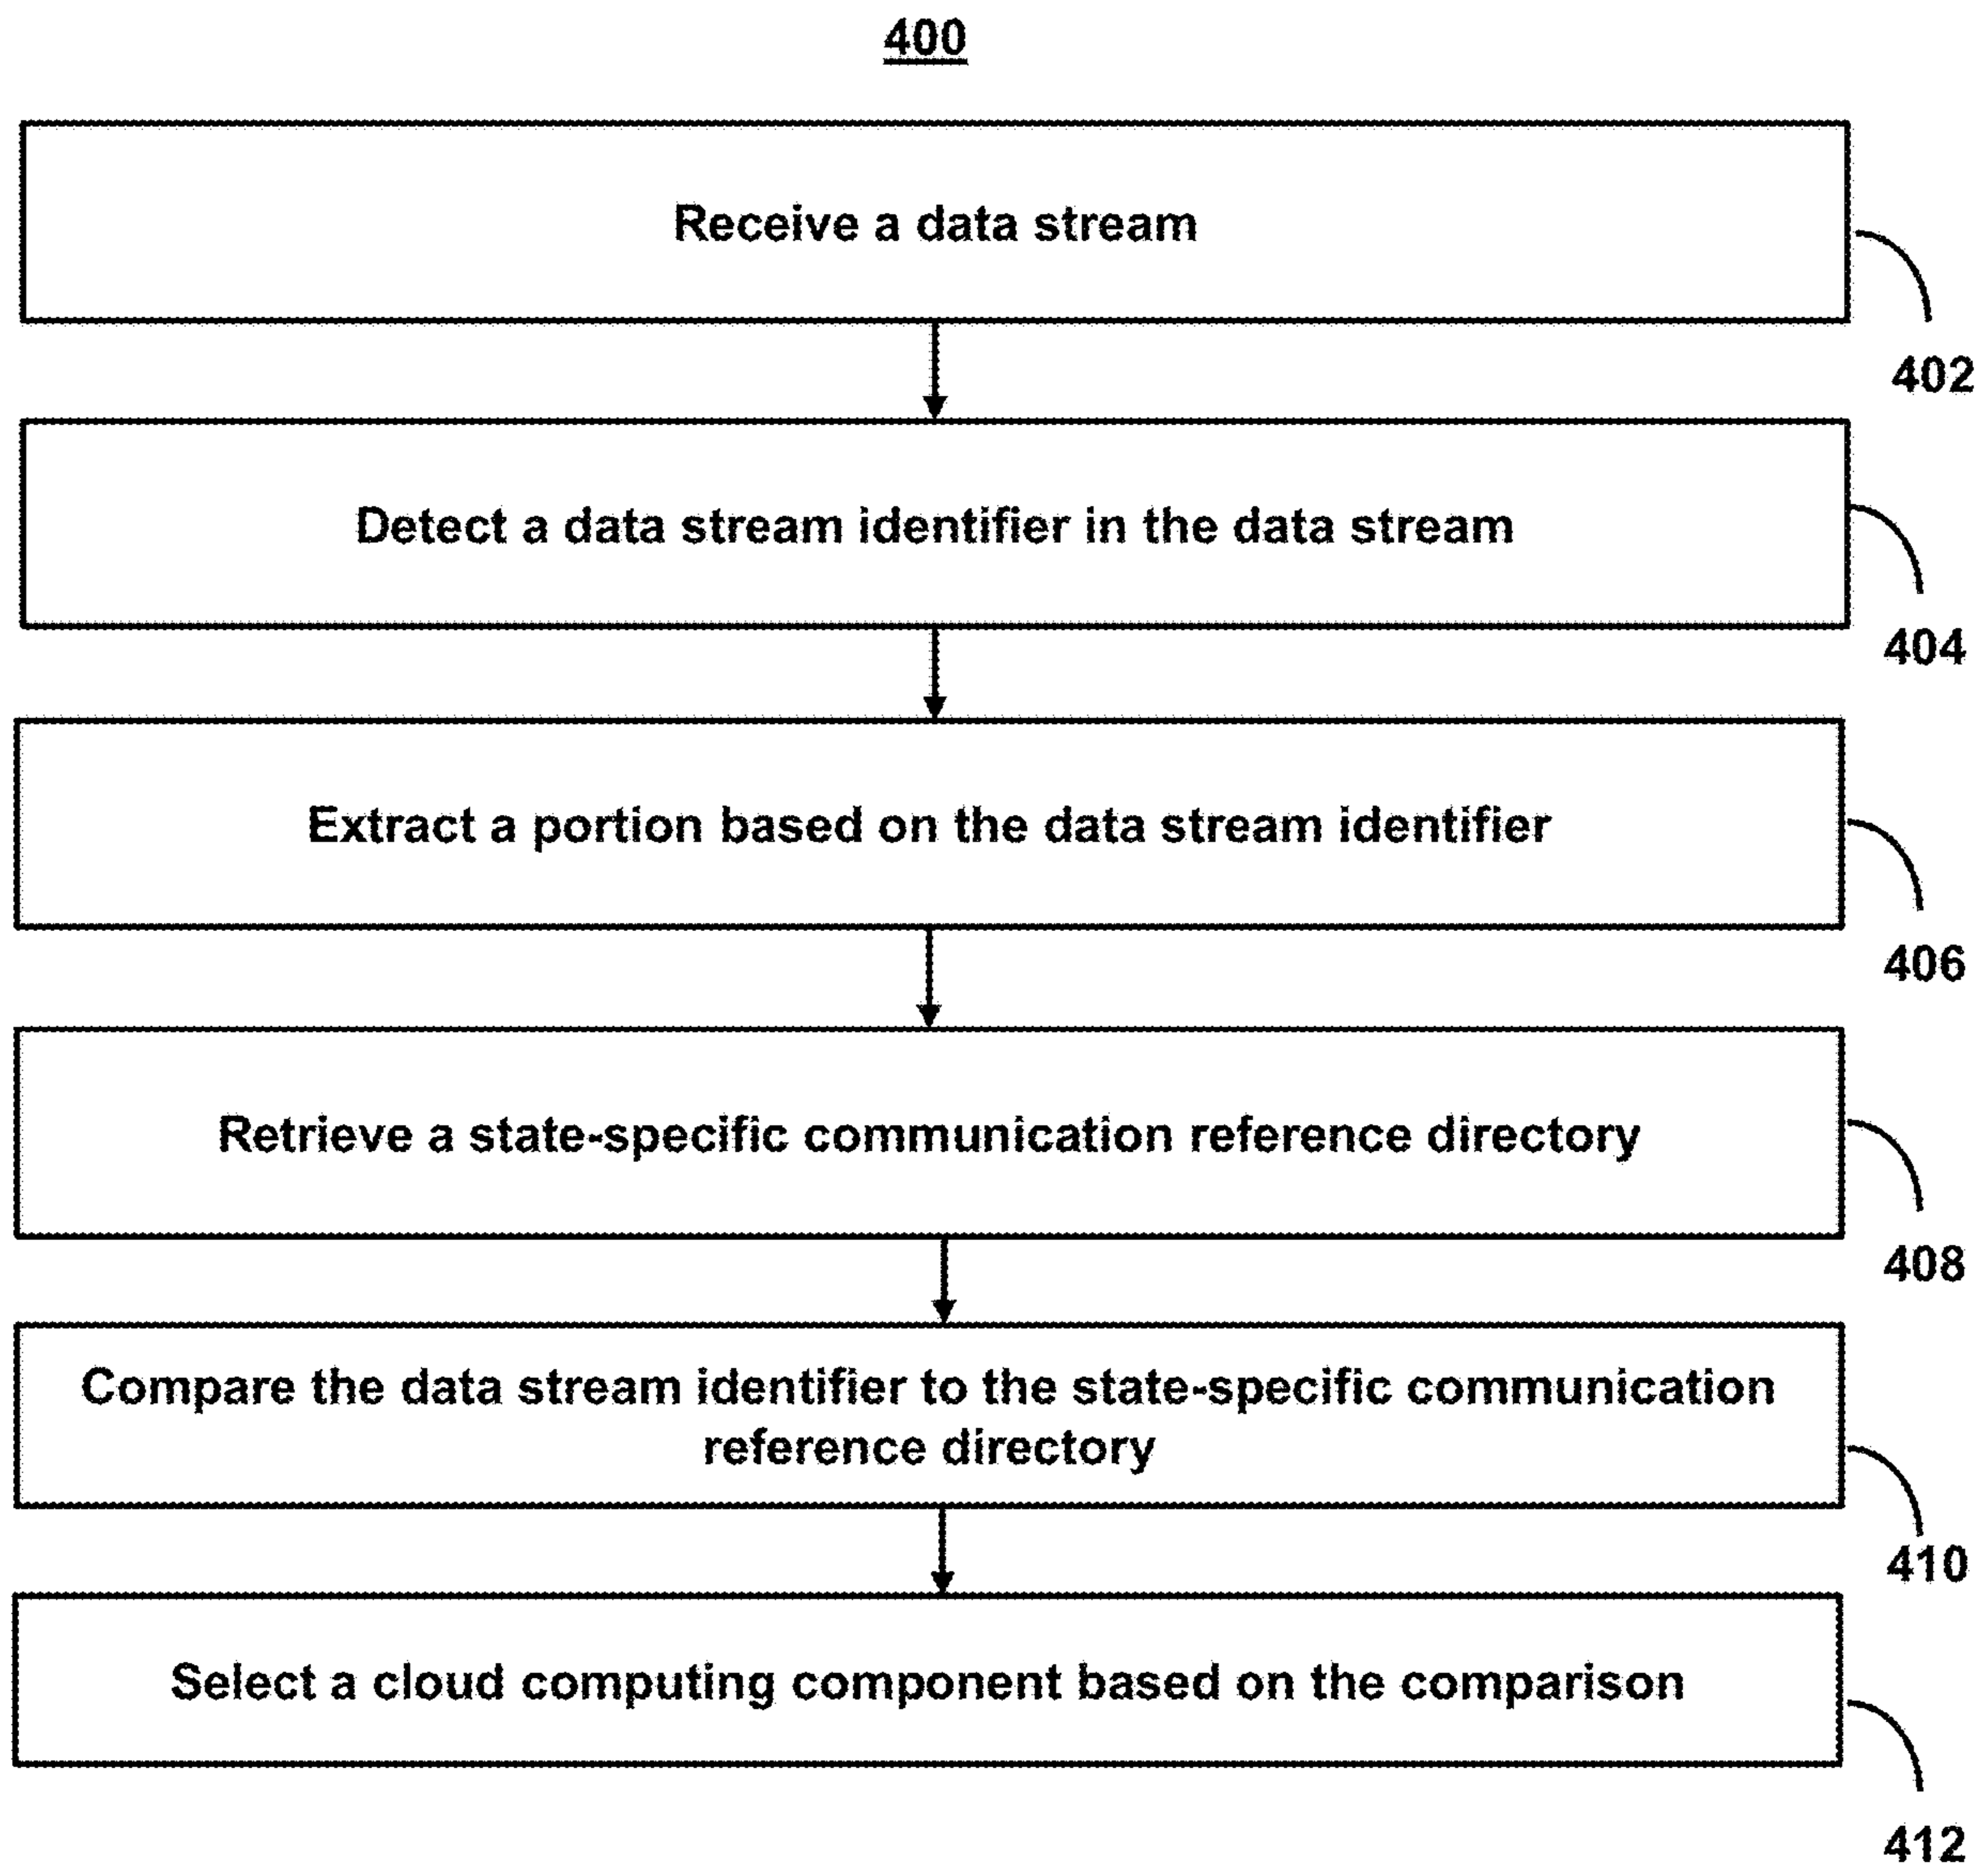 400
Receive a data stream
402
Detect a data stream identifier in the data stream
404
Extract a portion based on the data stream identifier
406
Retrieve a state-specific communication reference directory
408
Compare the data stream identifier to the state-specific communication
reference directory
410
Select a cloud computing component based on the comparison
412